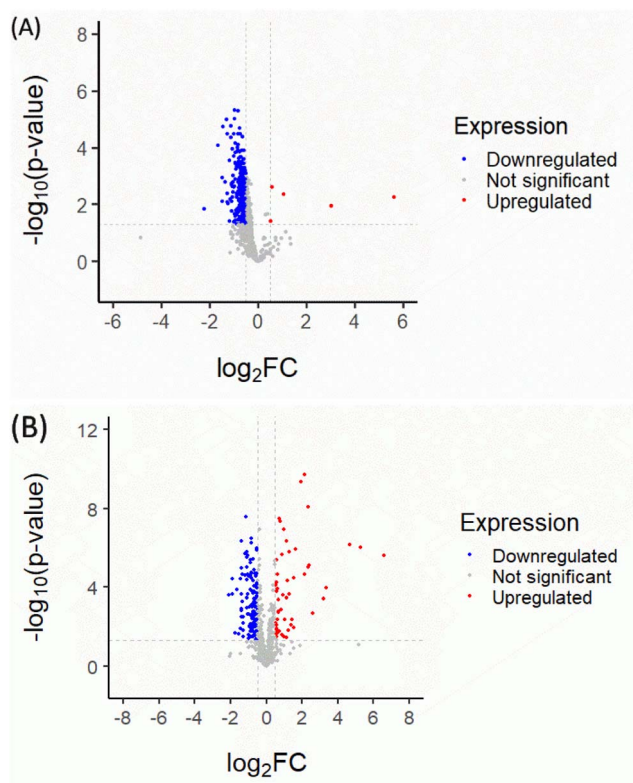 (A)
8
6
4
2
0
-log10(p-value)
-6 -4 -2 0 2 4 6
log2FC
Expression
Downregulated
Not significant
Upregulated
(B)
12
8
4
0
-log10(p-value)
-8 -6 -4 -2 0 2 4 6 8
log2FC
Expression
Downregulated
Not significant
Upregulated